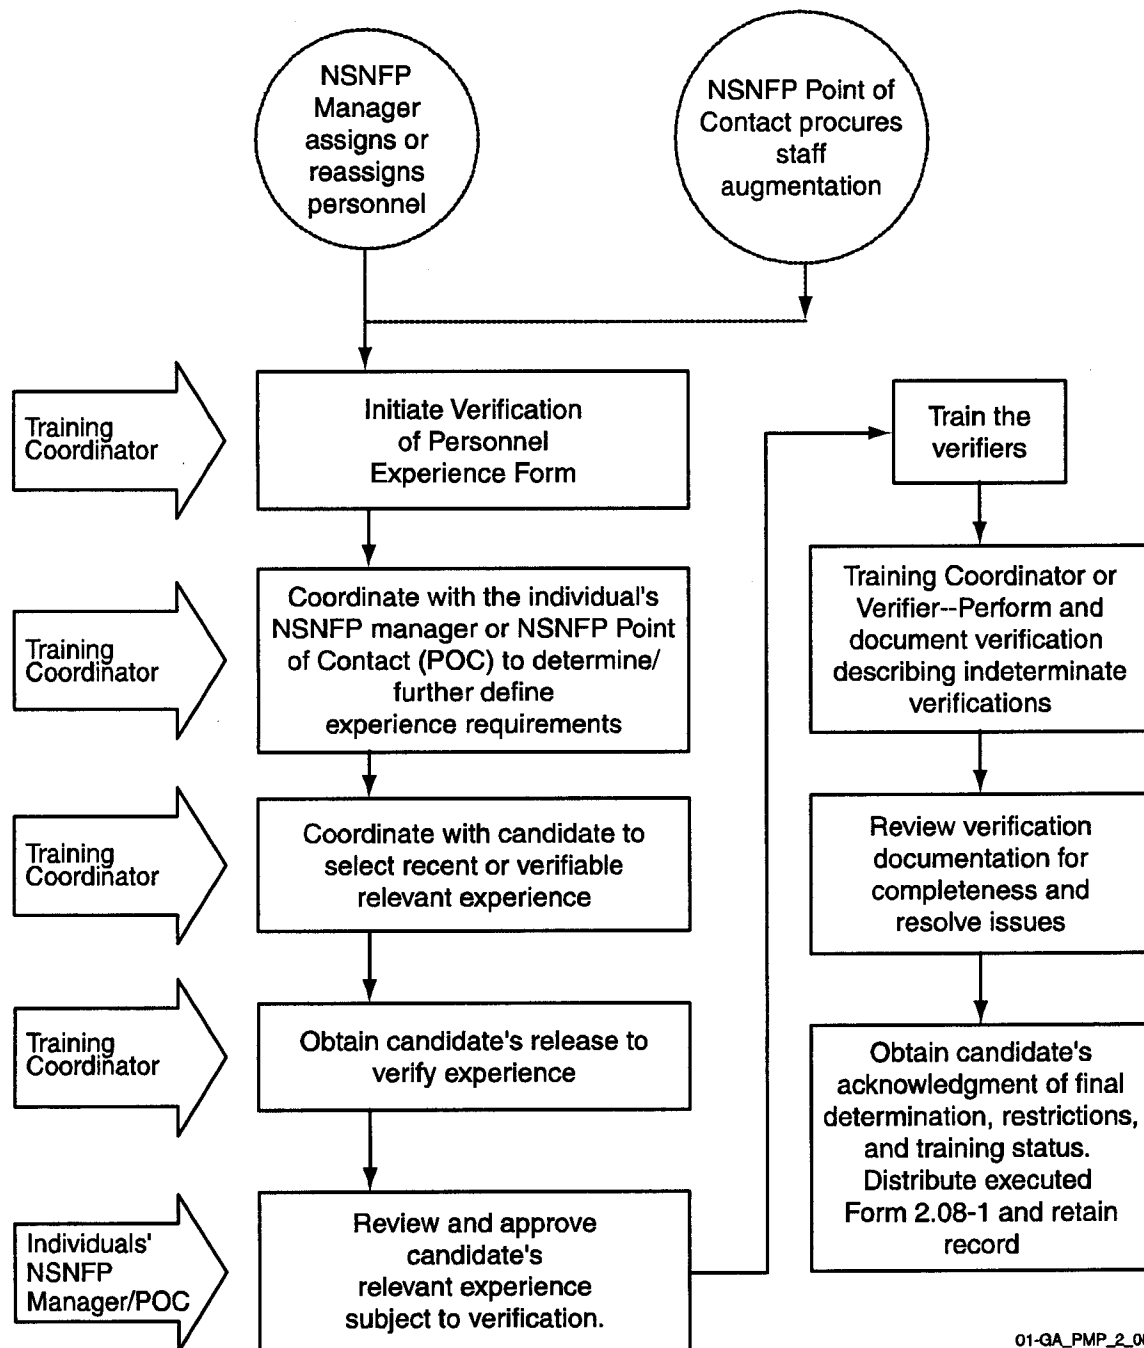 NSNFP
Manager
assigns or
reassigns
personnel
NSNFP Point of
Contact procures
staff
augmentation
Training
Coordinator
Initiate Verification
of Personnel
Experience Form
Training
Coordinator
Coordinate with the individual's
NSNFP manager or NSNFP Point
of Contact (POC) to determine/
further define
experience requirements
Training
Coordinator
Coordinate with candidate to
select recent or verifiable
relevant experience
Training
Coordinator
Obtain candidate's release to
verify experience
Individuals'
NSNFP
Manager/POC
Review and approve
candidate's
relevant experience
subject to verification.
Train the
verifiers
Training Coordinator or
Verifier--Perform and
document verification
describing indeterminate
verifications
Review verification
documentation for
completeness and
resolve issues
Obtain candidate's
acknowledgment of final
determination, restrictions,
and training status.
Distribute executed
Form 2.08-1 and retain
record